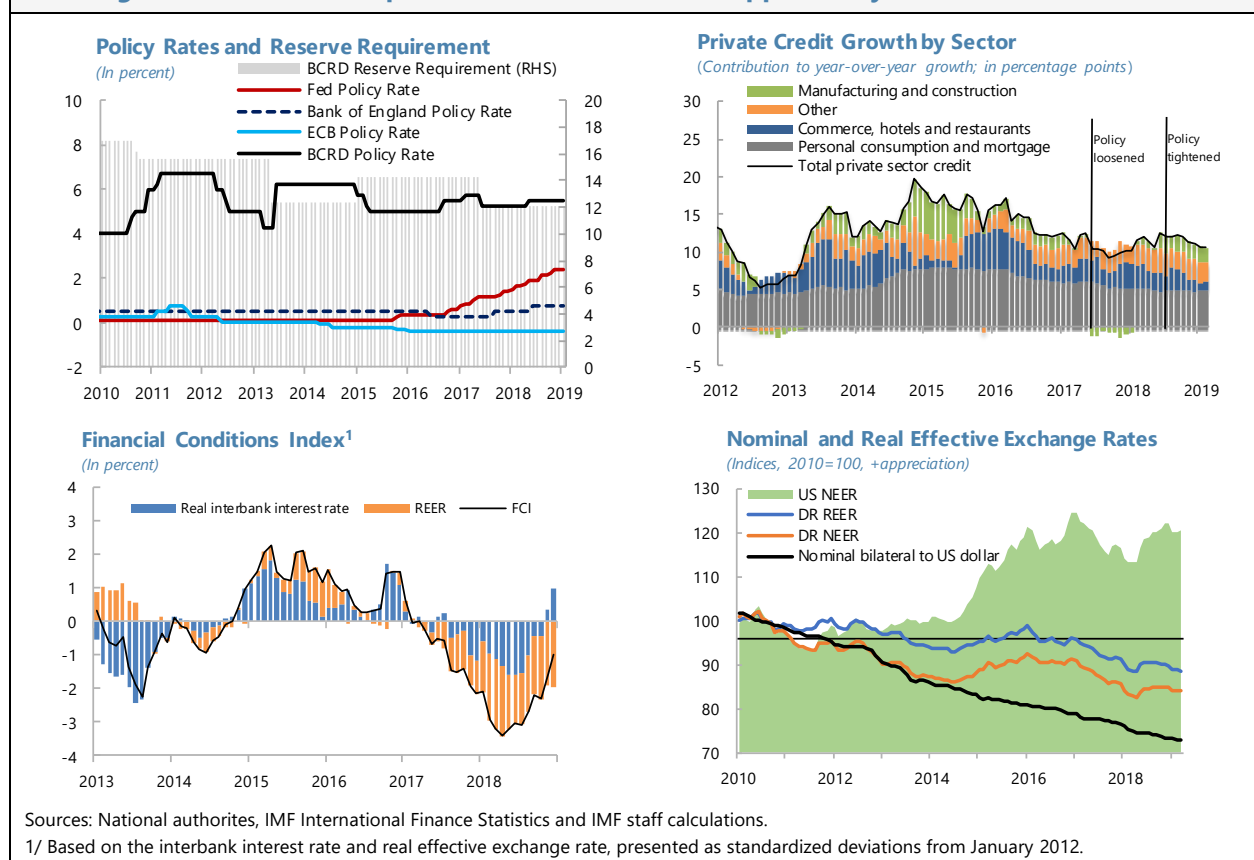 Policy Rates and Reserve Requirement
(In percent)
BCRD Reserve Requirement (RHS)
Fed Policy Rate
Bank of England Policy Rate
ECB Policy Rate
BCRD Policy Rate
10
8
6
4
2
0
-2
20
18
16
14
12
10
8
6
4
2
0
2010 2011 2012 2013 2014 2015 2016 2017 2018 2019
Private Credit Growth by Sector
(Contribution to year-over-year growth; in percentage points)
Manufacturing and construction
Other
Commerce, hotels and restaurants
Personal consumption and mortgage
Total private sector credit
Policy
loosened
Policy
tightened
30
25
20
15
10
5
0
-5
2012 2013 2014 2015 2016 2017 2018 2019
Financial Conditions Index1
(In percent)
Real interbank interest rate REER FCI
4
3
2
1
0
-1
-2
-3
-4
2013 2014 2015 2016 2017 2018
Nominal and Real Effective Exchange Rates
(Indices, 2010=100, +appreciation)
US NEER
DR REER
DR NEER
Nominal bilateral to US dollar
130
120
110
100
90
80
70
2010 2012 2014 2016 2018
Sources: National authorites, IMF International Finance Statistics and IMF staff calculations.
1/ Based on the interbank interest rate and real effective exchange rate, presented as standardized deviations from January 2012.